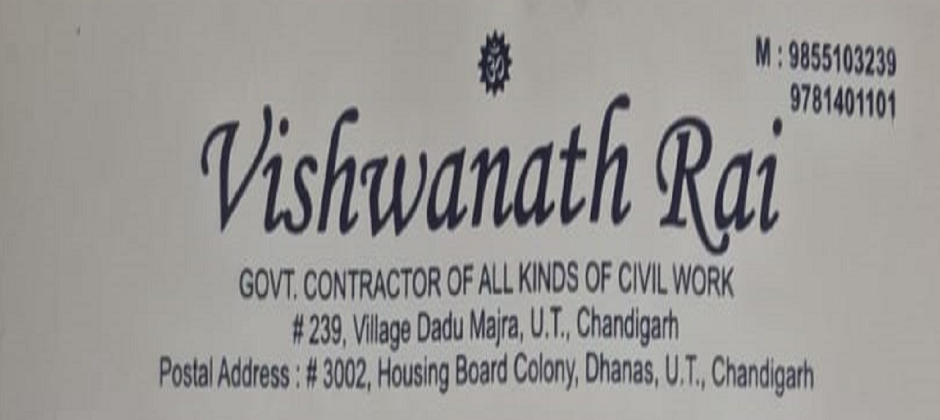 ॐ
M : 9855103239
9781401101
Vishwanath Rai
GOVT. CONTRACTOR OF ALL KINDS OF CIVIL WORK
# 239, Village Dadu Majra, U.T., Chandigarh
Postal Address : # 3002, Housing Board Colony, Dhanas, U.T., Chandigarh